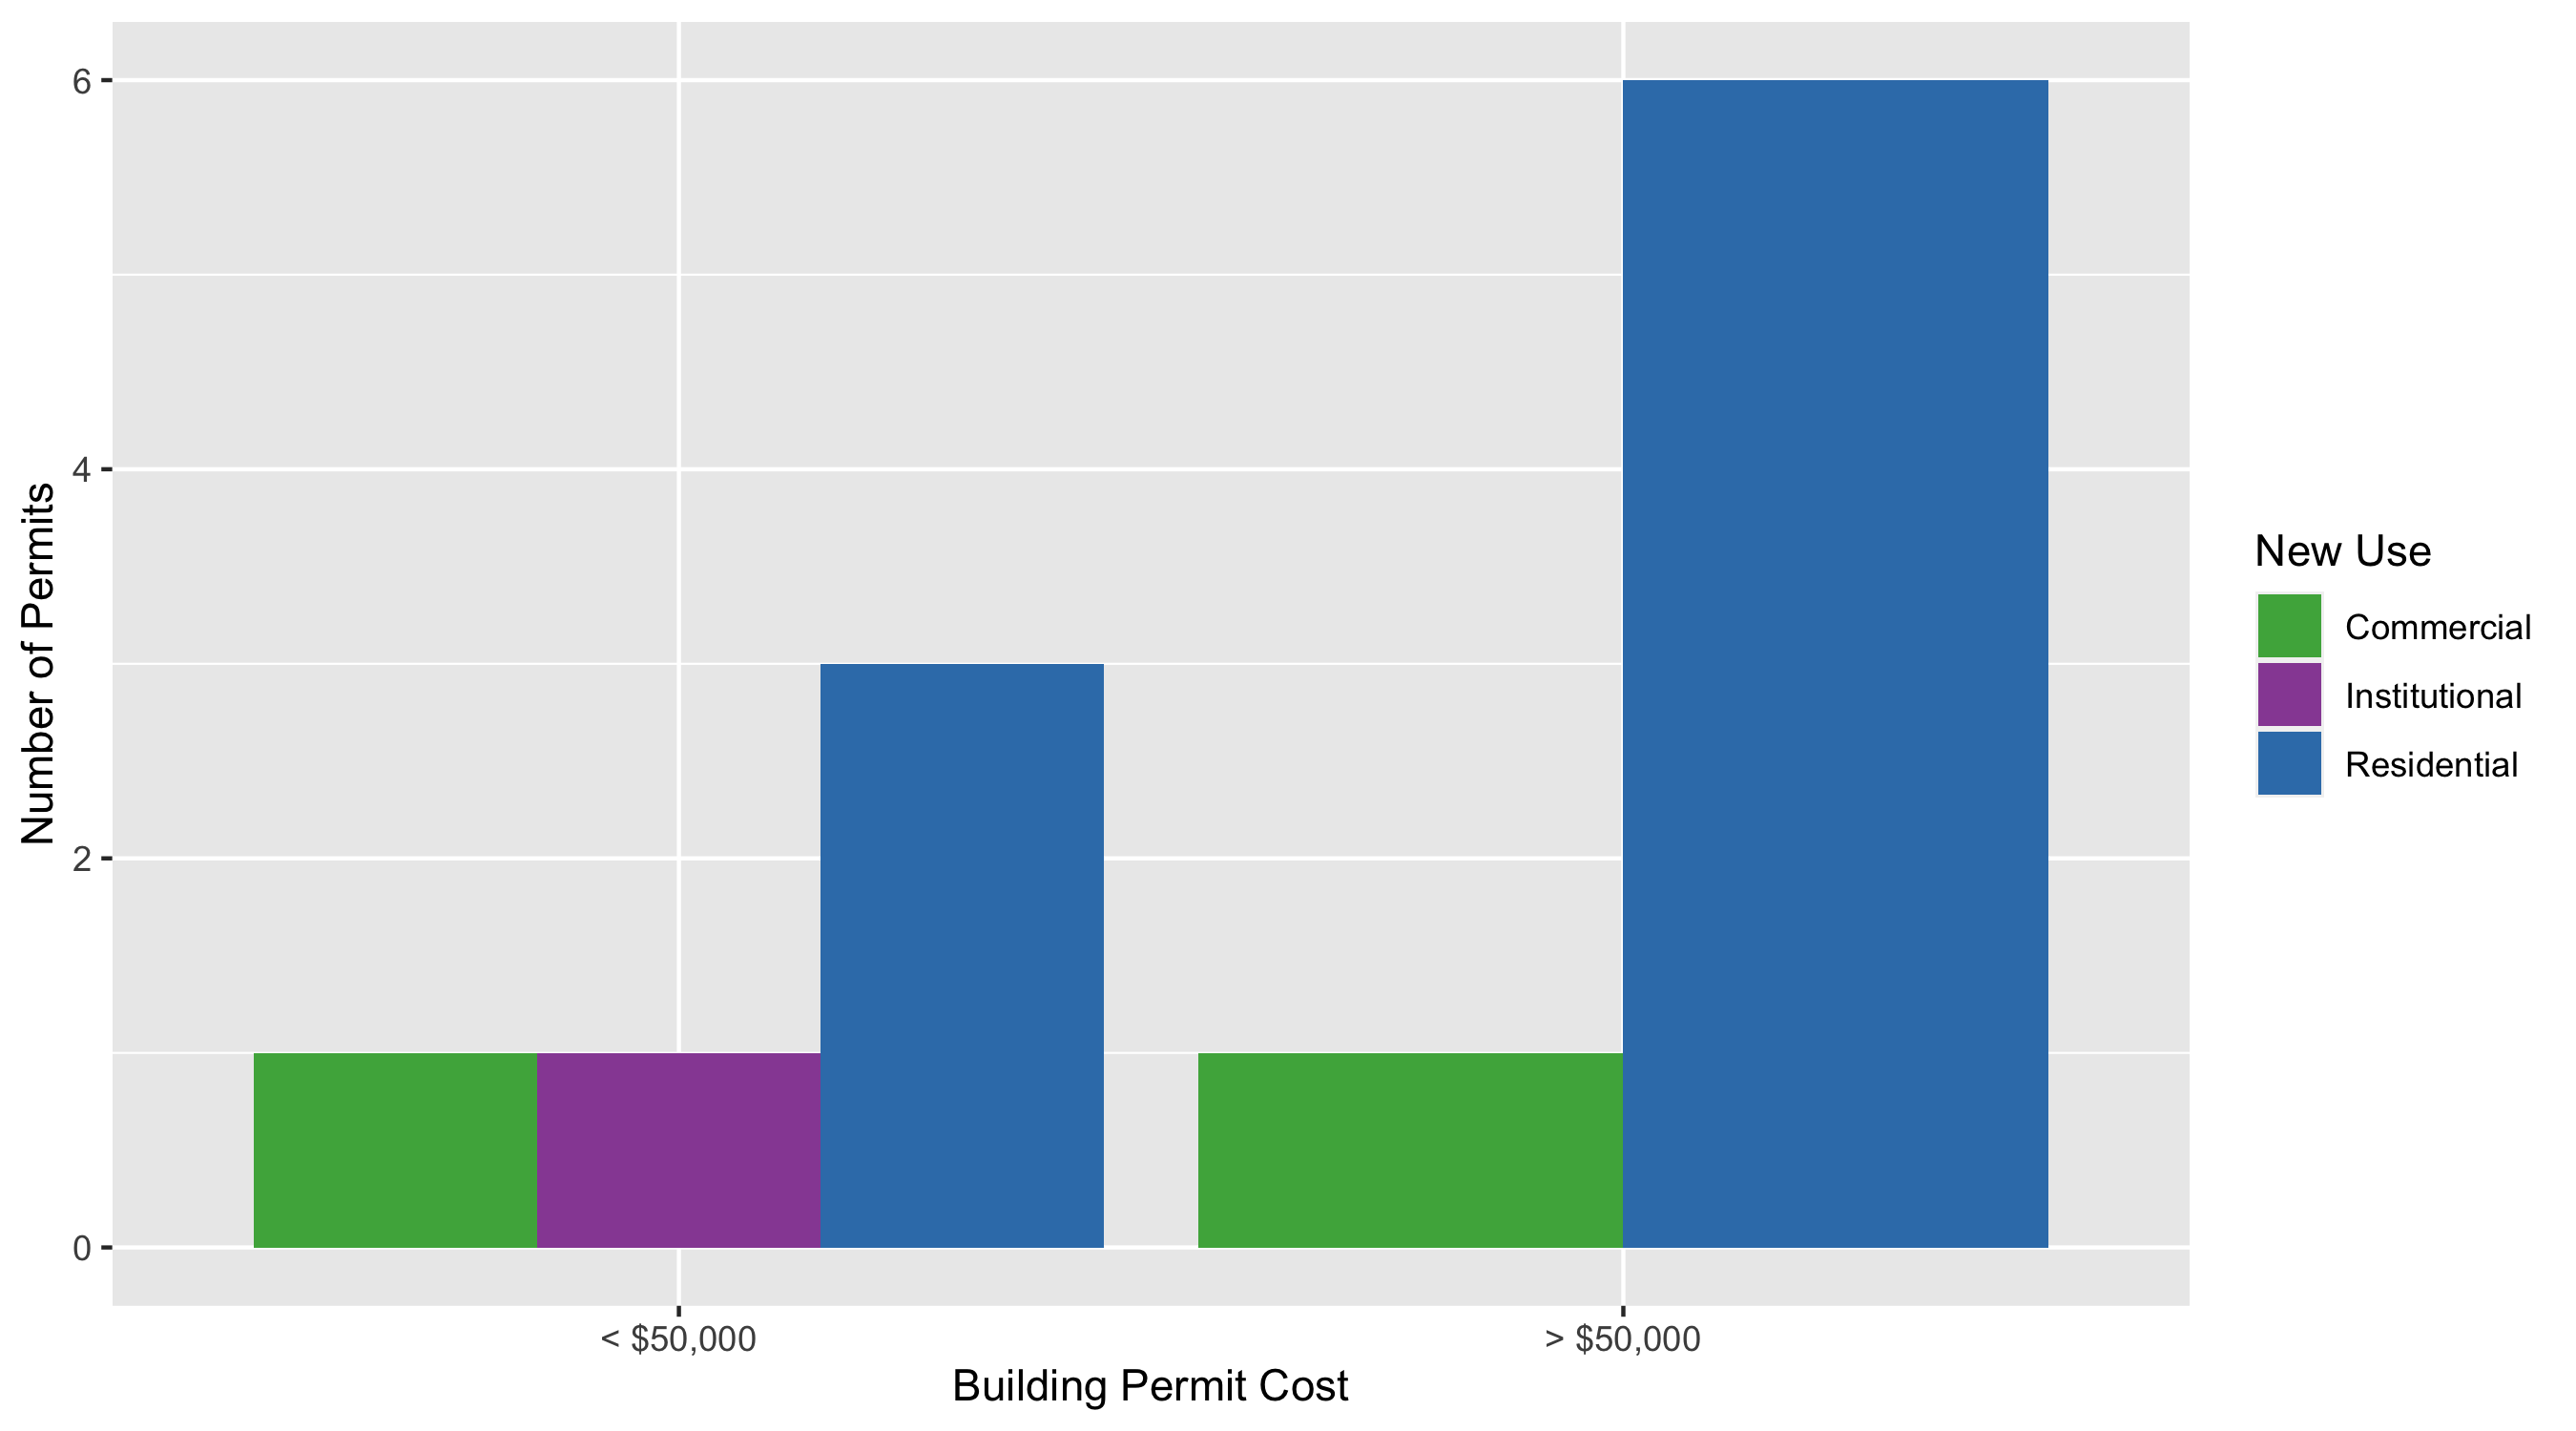 6
4
2
0
Number of Permits
< $50,000
> $50,000
Building Permit Cost
New Use
Commercial
Institutional
Residential